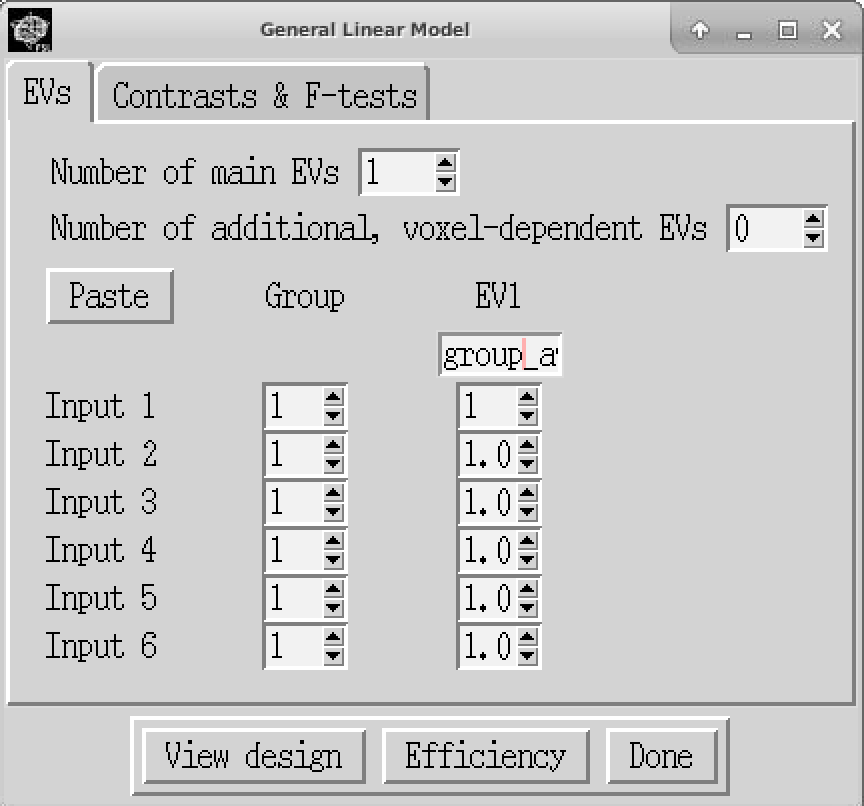 General Linear Model
EVs Contrasts & F-tests
Number of main EVs 1
Number of additional, voxel-dependent EVs 0
Paste Group EV1
group_a
Input 1 1 1
Input 2 1 1.0
Input 3 1 1.0
Input 4 1 1.0
Input 5 1 1.0
Input 6 1 1.0
View design Efficiency Done